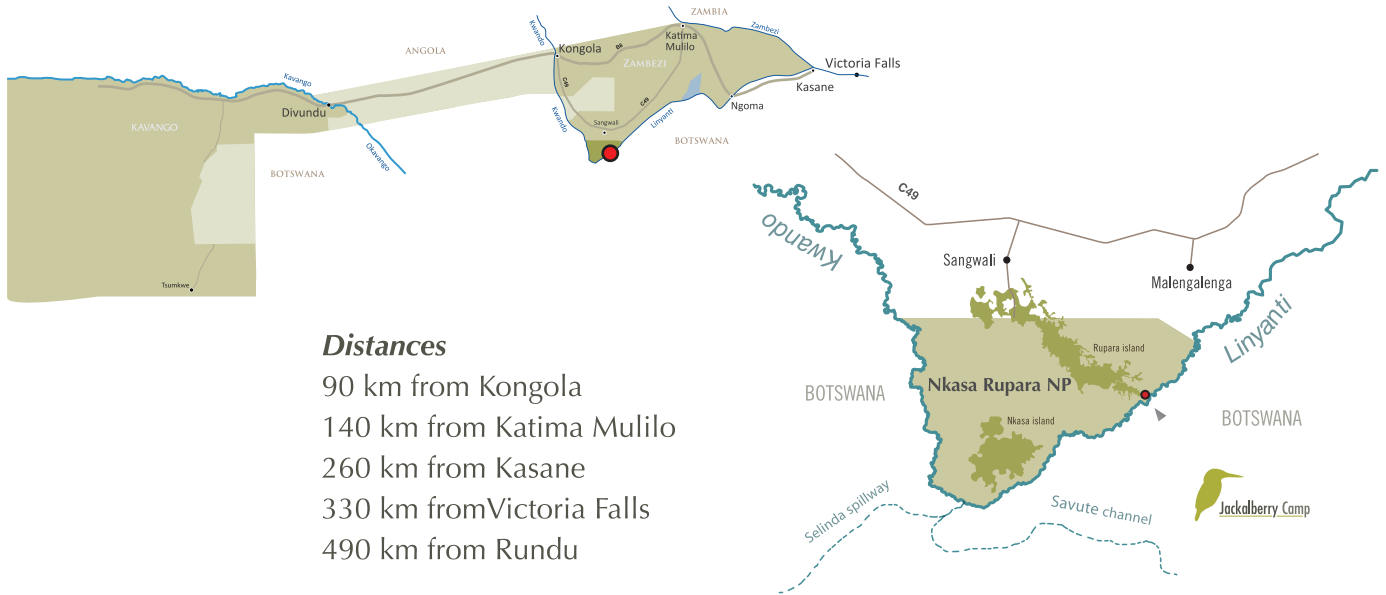 ZAMBIA
Kwando
Katima
Mulilo
Zambezi
ANGOLA
Kongola
B8
ZAMBEZI
Victoria Falls
Kasane
Kavango
C49
C49
Divundu
Kwando
Sangwali
Linyanti
Ngoma
KAVANGO
BOTSWANA
Okavango
BOTSWANA
Tsumkwe
C49
Kwando
Sangwali
Malengalenga
Linyanti
Rupara island
Nkasa Rupara NP
BOTSWANA
Nkasa island
BOTSWANA
Selinda spillway
Savute channel
Jackalberry Camp
Distances
90 km from Kongola
140 km from Katima Mulilo
260 km from Kasane
330 km fromVictoria Falls
490 km from Rundu